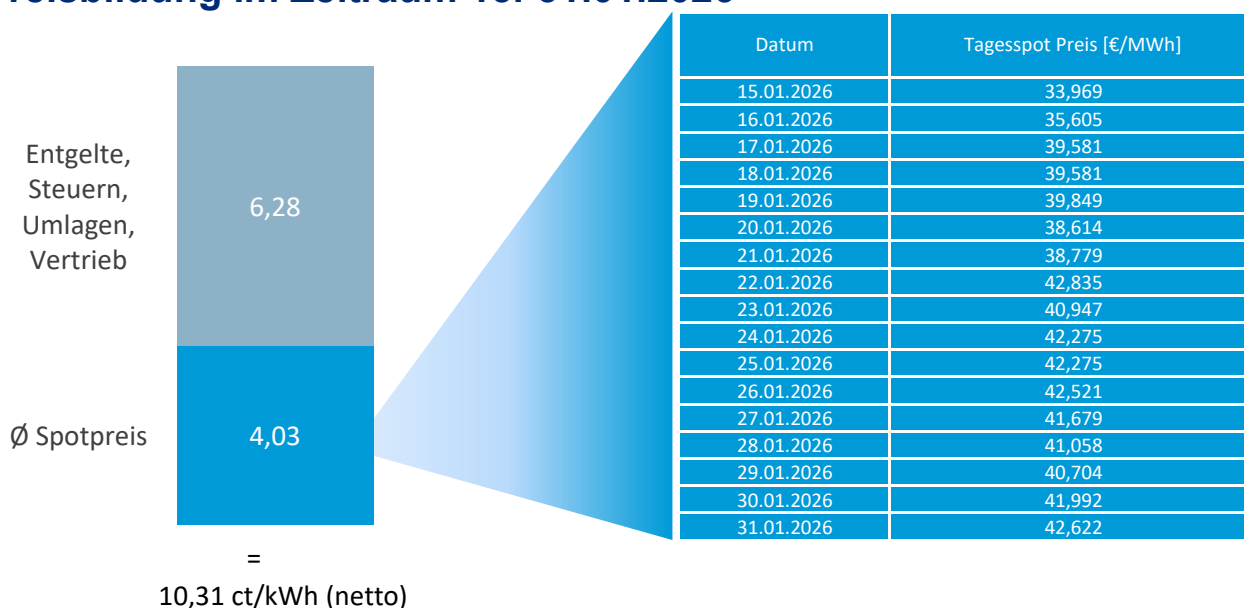 Entgelte,
Steuern,
Umlagen,
Vertrieb
6,28
Ø Spotpreis
4,03
=
10,31 ct/kWh (netto)
Datum Tagesspot Preis [€/MWh]
15.01.2026 33,969
16.01.2026 35,605
17.01.2026 39,581
18.01.2026 39,581
19.01.2026 39,849
20.01.2026 38,614
21.01.2026 38,779
22.01.2026 42,835
23.01.2026 40,947
24.01.2026 42,275
25.01.2026 42,275
26.01.2026 42,521
27.01.2026 41,679
28.01.2026 41,058
29.01.2026 40,704
30.01.2026 41,992
31.01.2026 42,622